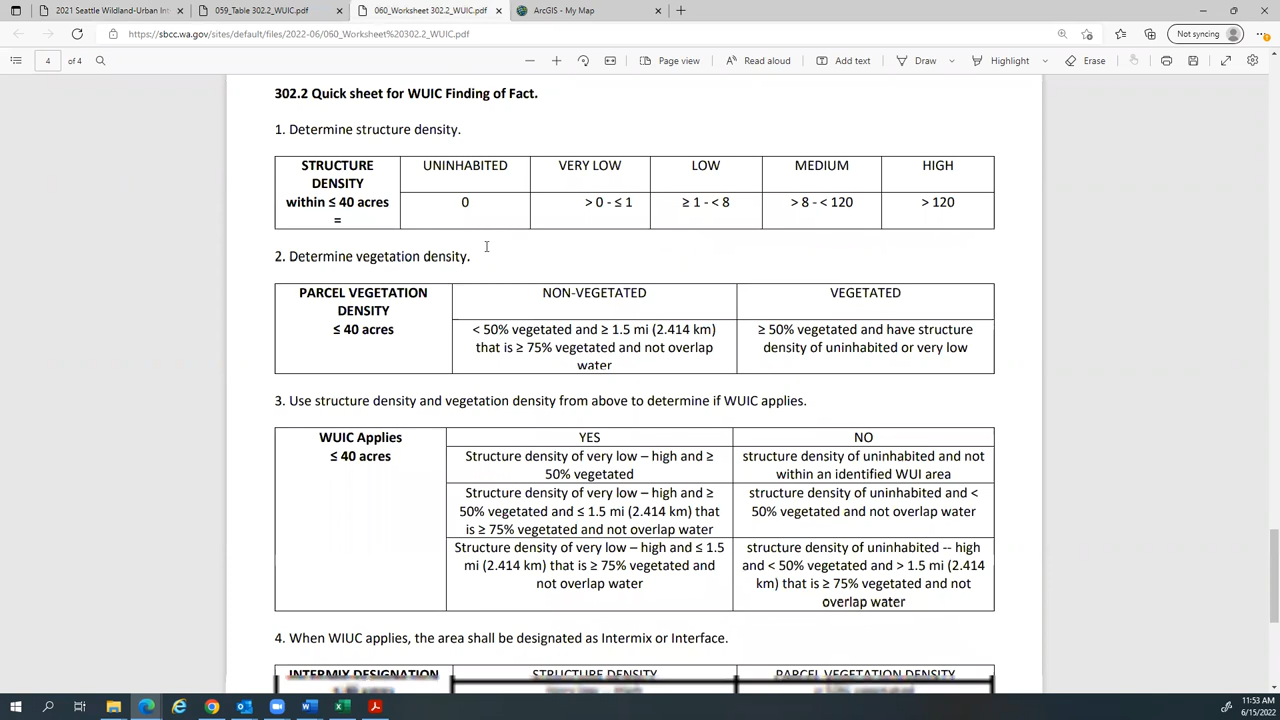 2021 Seattle Wildland-Urban Int
059_Table 302.2_WUIC.pdf
060_Worksheet 302.2_WUIC.pdf
ArcGIS - My Map
https://sbcc.wa.gov/sites/default/files/2022-06/060_Worksheet%20302.2_WUIC.pdf
Not syncing
4 of 4
Page view
Read aloud
Add text
Draw
Highlight
Erase
302.2 Quick sheet for WUIC Finding of Fact.
1. Determine structure density.
STRUCTURE DENSITY within ≤ 40 acres =
UNINHABITED
VERY LOW
LOW
MEDIUM
HIGH
0
> 0 - ≤ 1
≥ 1 - < 8
> 8 - < 120
> 120
2. Determine vegetation density.
PARCEL VEGETATION
DENSITY
≤ 40 acres
NON-VEGETATED
VEGETATED
< 50% vegetated and ≥ 1.5 mi (2.414 km)
that is ≥ 75% vegetated and not overlap
water
≥ 50% vegetated and have structure
density of uninhabited or very low
3. Use structure density and vegetation density from above to determine if WUIC applies.
WUIC Applies
≤ 40 acres
YES
NO
Structure density of very low – high and ≥
50% vegetated
structure density of uninhabited and not
within an identified WUI area
Structure density of very low – high and ≥
50% vegetated and ≤ 1.5 mi (2.414 km) that
is ≥ 75% vegetated and not overlap water
structure density of uninhabited and <
50% vegetated and not overlap water
Structure density of very low – high and ≤ 1.5
mi (2.414 km) that is ≥ 75% vegetated and
not overlap water
structure density of uninhabited -- high
and < 50% vegetated and > 1.5 mi (2.414
km) that is ≥ 75% vegetated and not
overlap water
4. When WIUC applies, the area shall be designated as Intermix or Interface.
INTERMIX DESIGNATION
STRUCTURE DENSITY
PARCEL VEGETATION DENSITY
11:53 AM
6/15/2022